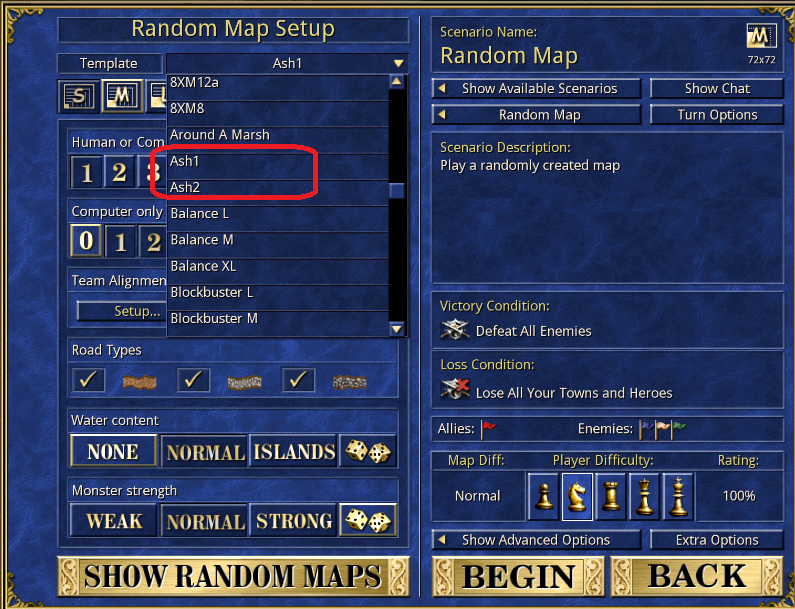 Random Map Setup
Template
Ash1
S
M
L
8XM12a
8XM8
Around A Marsh
Ash1
Ash2
Balance L
Balance M
Balance XL
Blockbuster L
Blockbuster M
Human or Com
1 2 3
Computer only
0 1 2
Team Alignmen
Setup...
Road Types
Water content
NONE NORMAL ISLANDS
Monster strength
WEAK NORMAL STRONG
SHOW RANDOM MAPS
Scenario Name:
Random Map
M
72x72
Show Available Scenarios
Show Chat
Random Map
Turn Options
Scenario Description:
Play a randomly created map
Victory Condition:
Defeat All Enemies
Loss Condition:
Lose All Your Towns and Heroes
Allies: Enemies:
Map Diff: Player Difficulty: Rating:
Normal 100%
Show Advanced Options
Extra Options
BEGIN BACK